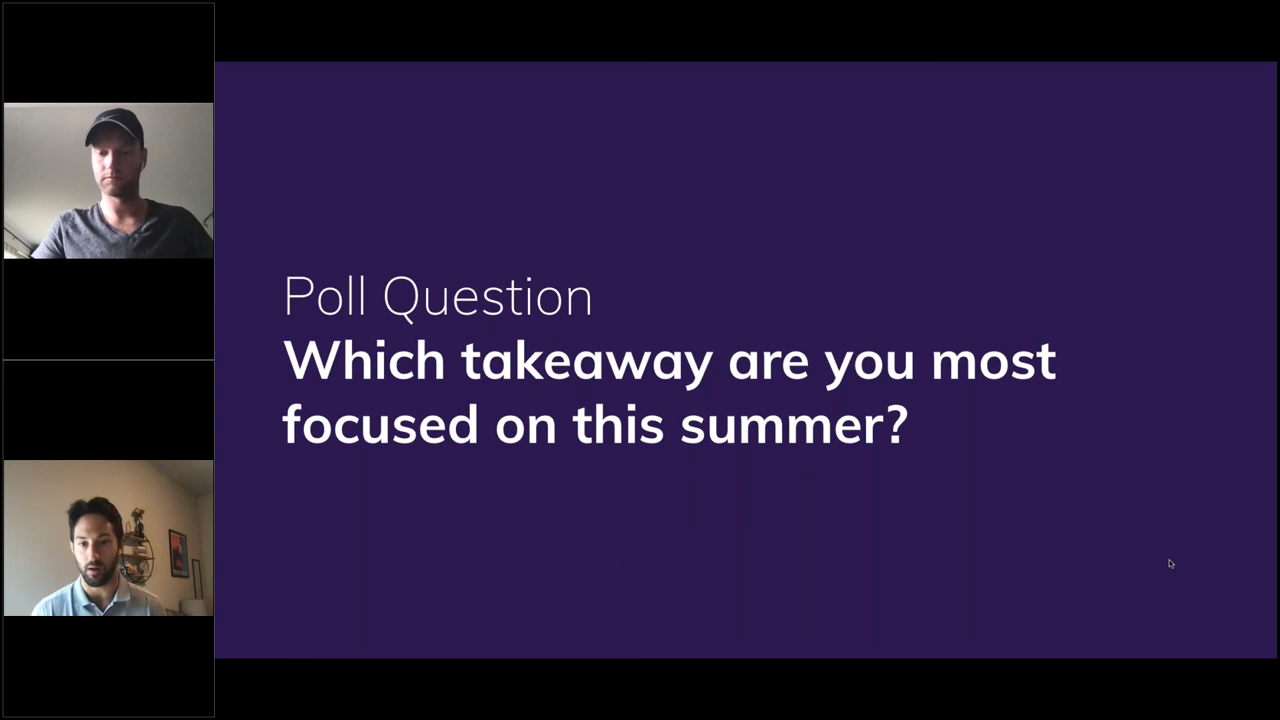 Poll Question
Which takeaway are you most
focused on this summer?